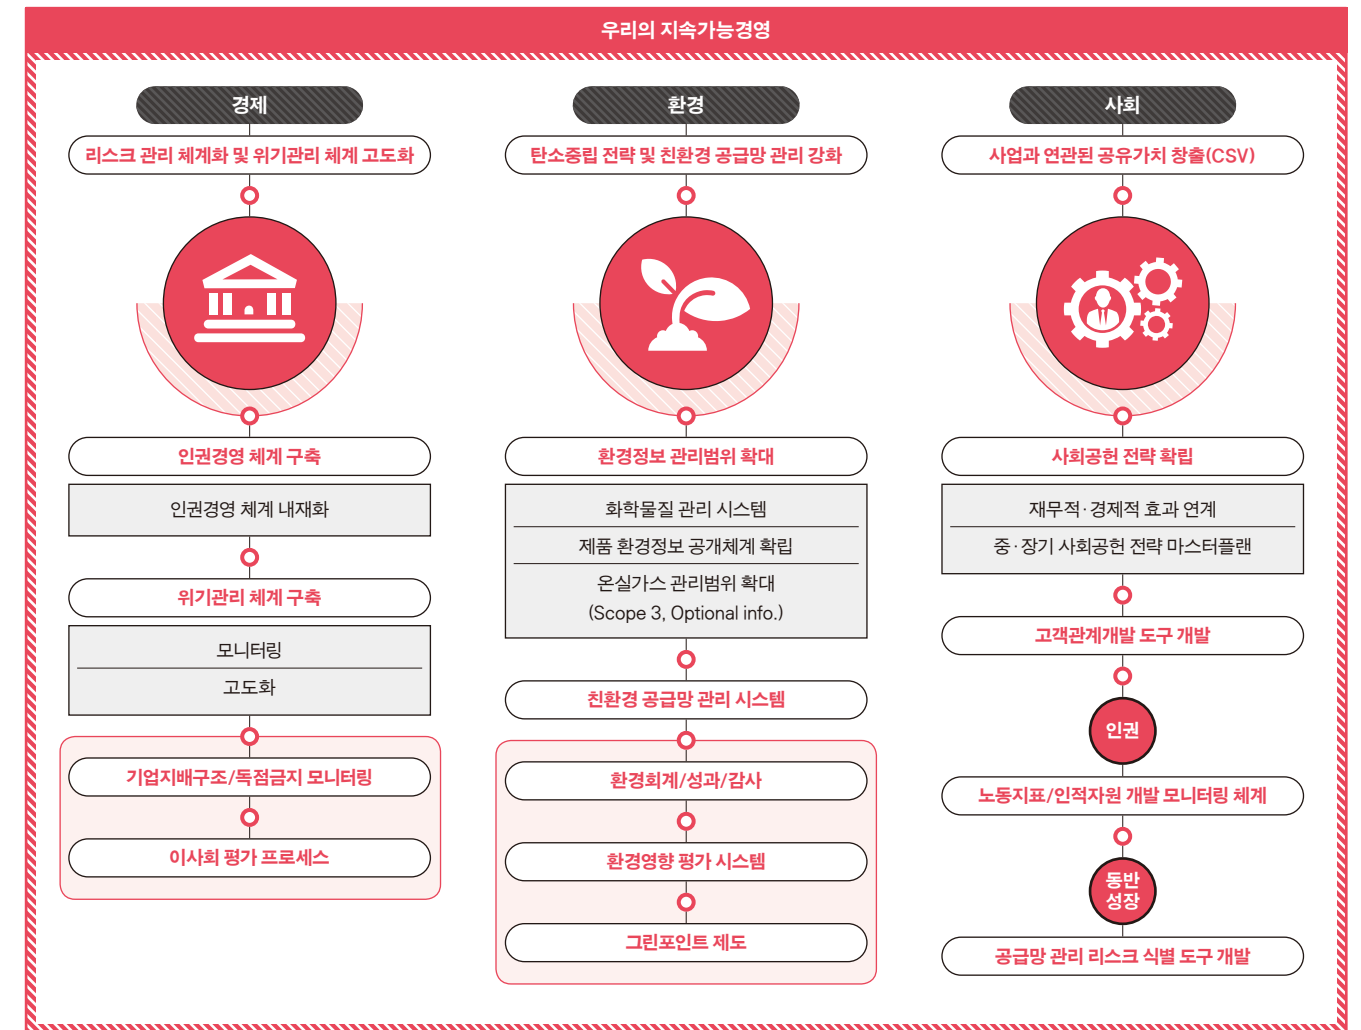 우리의 지속가능경영
경제
리스크 관리 체계화 및 위기관리 체계 고도화
인권경영 체계 구축
인권경영 체계 내재화
위기관리 체계 구축
모니터링
고도화
기업지배구조/독점금지 모니터링
이사회 평가 프로세스
환경
탄소중립 전략 및 친환경 공급망 관리 강화
환경정보 관리범위 확대
화학물질 관리 시스템
제품 환경정보 공개체계 확립
온실가스 관리범위 확대
(Scope 3, Optional info.)
친환경 공급망 관리 시스템
환경회계/성과/감사
환경영향 평가 시스템
그린포인트 제도
사회
사업과 연관된 공유가치 창출(CSV)
사회공헌 전략 확립
재무적·경제적 효과 연계
중·장기 사회공헌 전략 마스터플랜
고객관계개발 도구 개발
인권
노동지표/인적자원 개발 모니터링 체계
동반
성장
공급망 관리 리스크 식별 도구 개발